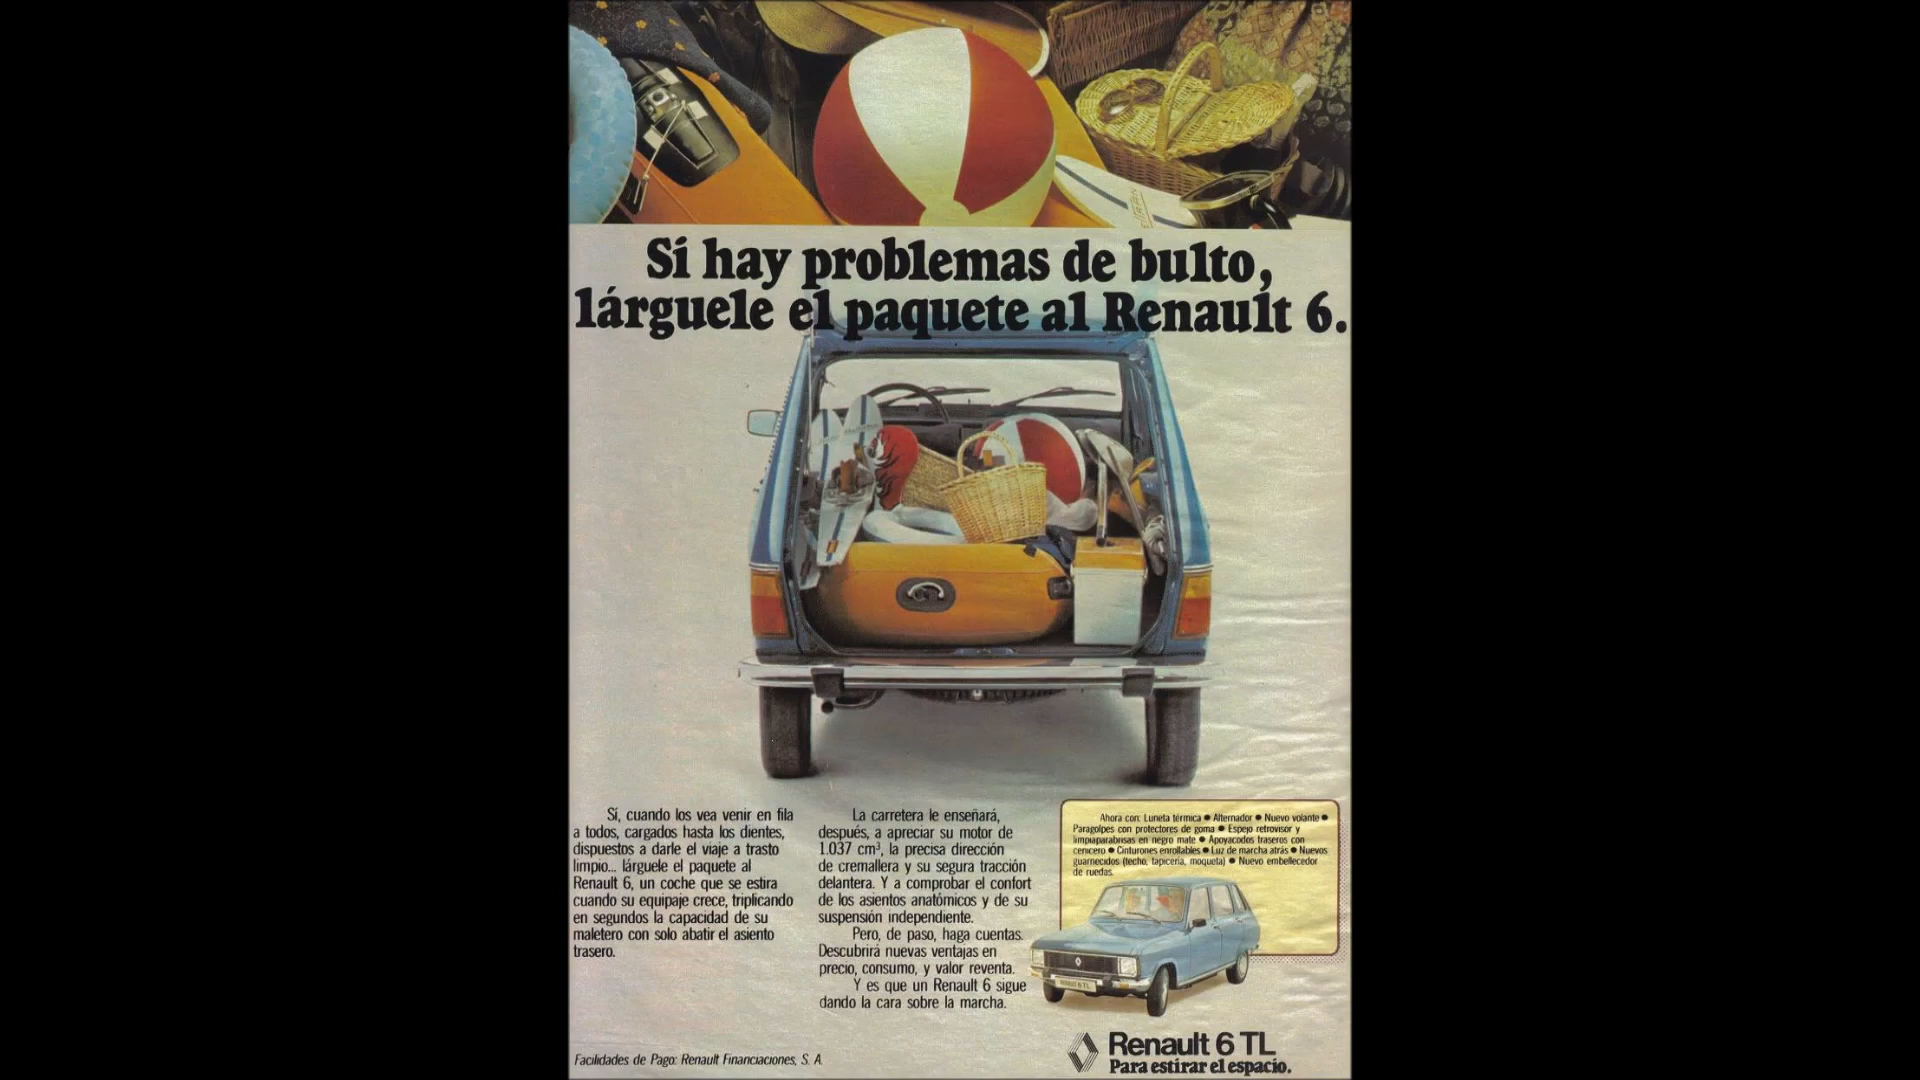 Sí hay problemas de bulto,
lárguele el paquete al Renault 6.
Sí, cuando los vea venir en fila
a todos, cargados hasta los dientes,
dispuestos a darle el viaje a trasto
limpio... lárguele el paquete al
Renault 6, un coche que se estira
cuando su equipaje crece, triplicando
en segundos la capacidad de su
maletero con solo abatir el asiento
trasero.
La carretera le enseñará,
después, a apreciar su motor de
1.037 cm³, la precisa dirección
de cremallera y su segura tracción
delantera. Y a comprobar el confort
de los asientos anatómicos y de su
suspensión independiente.
Pero, de paso, haga cuentas.
Descubrirá nuevas ventajas en
precio, consumo, y valor reventa.
Y es que un Renault 6 sigue
dando la cara sobre la marcha.
Ahora con: Luneta térmica ● Alternador ● Nuevo volante ●
Paragolpes con protectores de goma ● Espejo retrovisor y
limpiaparabrisas en negro mate ● Apoyacodos traseros con
cenicero ● Cinturones enrollables ● Luz de marcha atrás ● Nuevos
guarnecidos (techo, tapicería, moqueta) ● Nuevo embellecedor
de ruedas.
RENAULT 6 TL
Facilidades de Pago: Renault Financiaciones, S. A.
Renault 6 TL
Para estirar el espacio.